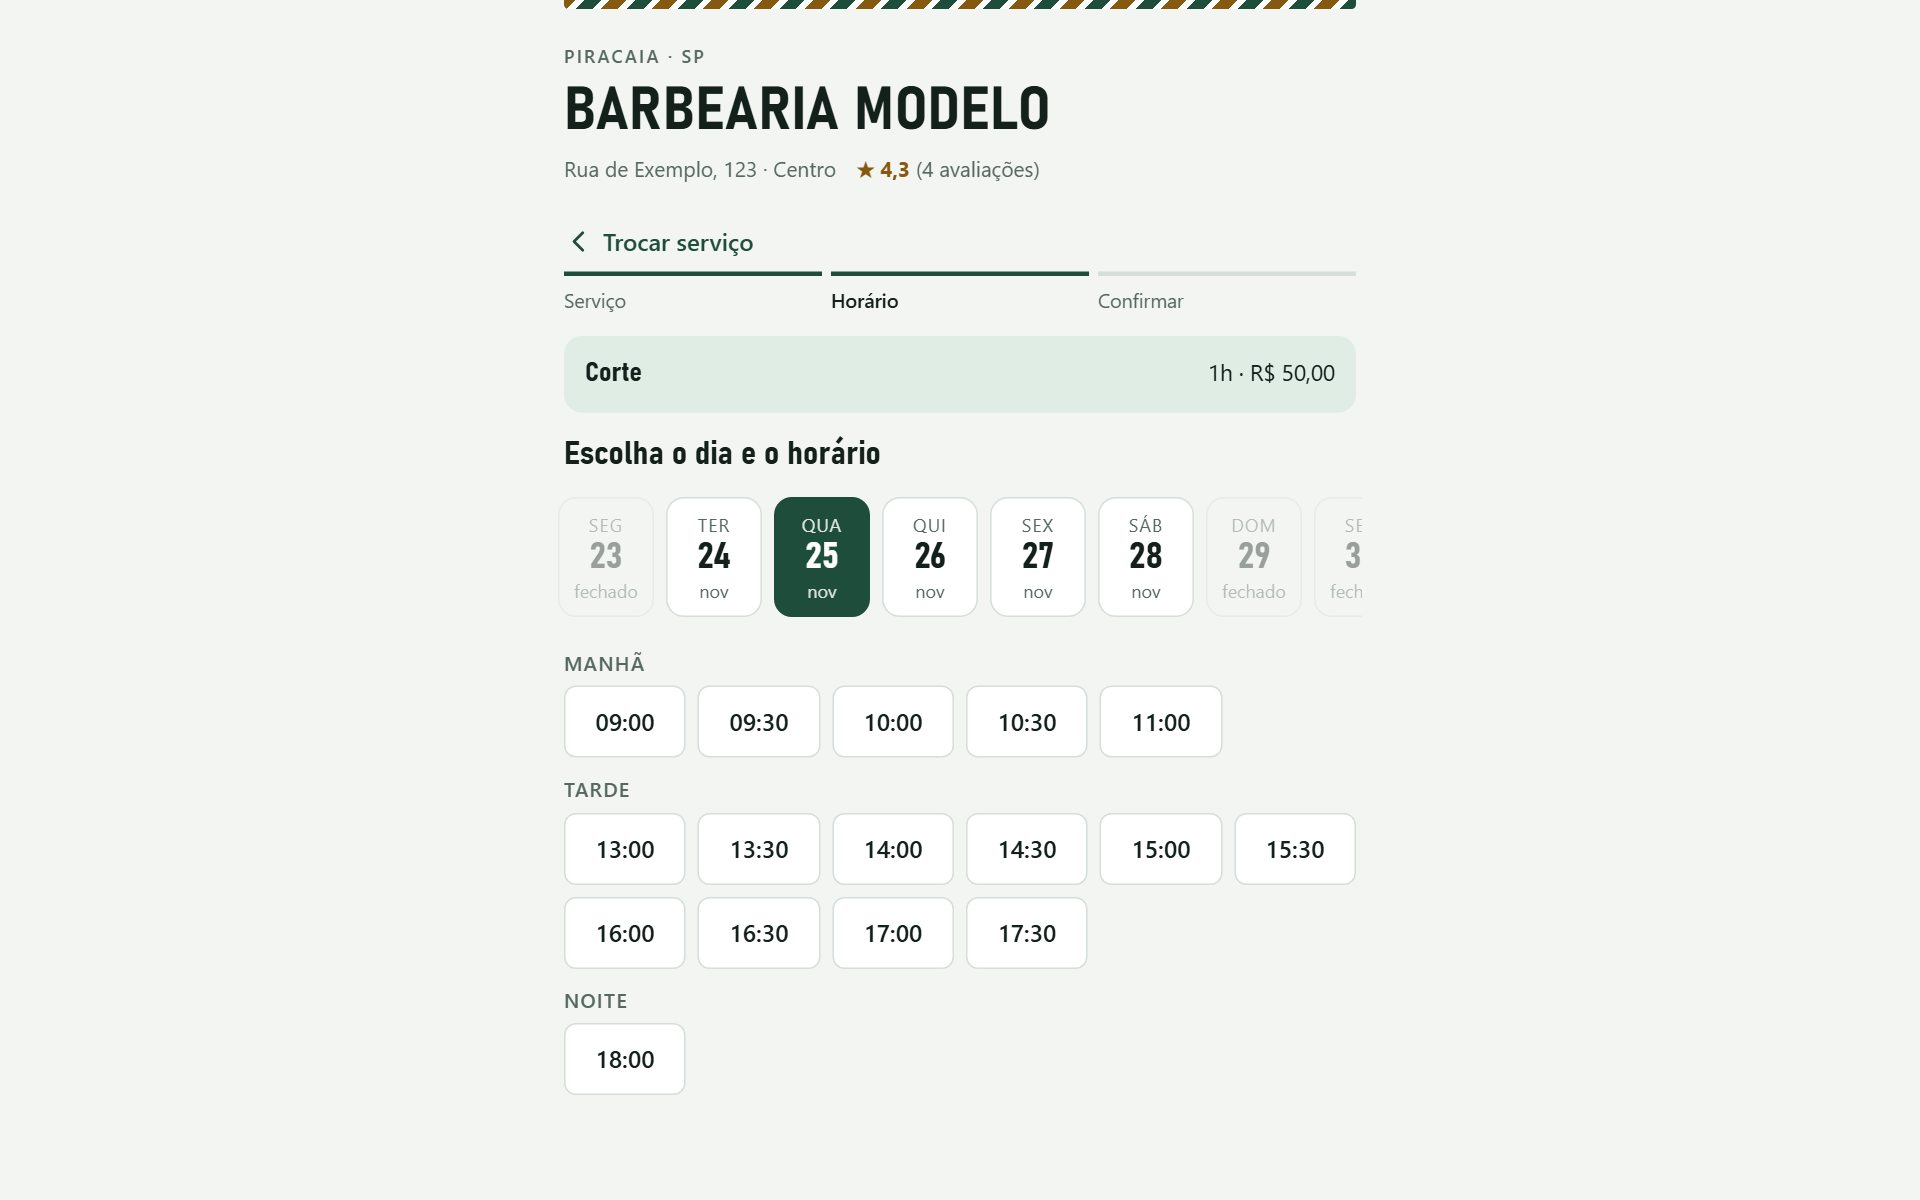 PIRACAIA · SP
BARBEARIA MODELO
Rua de Exemplo, 123 · Centro ★ 4,3 (4 avaliações)
Trocar serviço
Serviço Horário Confirmar
Corte 1h · R$ 50,00
Escolha o dia e o horário
SEG TER QUA QUI SEX SÁB DOM
23 24 25 26 27 28 29
fechado nov nov nov nov nov fechado
MANHÃ
09:00 09:30 10:00 10:30 11:00
TARDE
13:00 13:30 14:00 14:30 15:00 15:30
16:00 16:30 17:00 17:30
NOITE
18:00